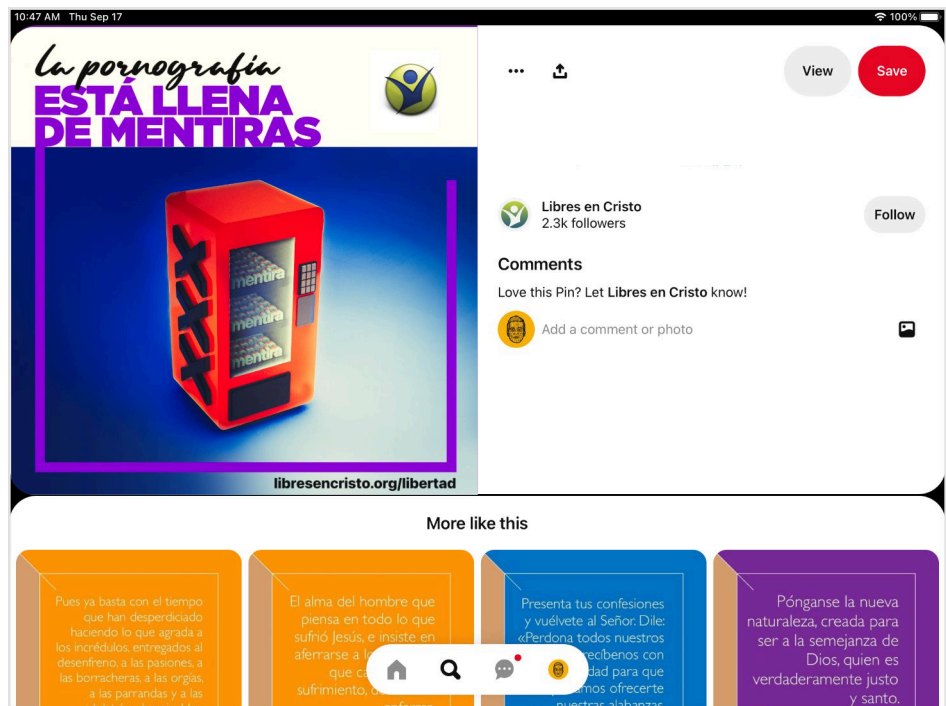 10:47 AM Thu Sep 17
100%
la pornografía
ESTÁ LLENA
DE MENTIRAS
XXX
mentira
mentira
mentira
libresencristo.org/libertad
View
Save
Libres en Cristo
2.3k followers
Follow
Comments
Love this Pin? Let Libres en Cristo know!
Add a comment or photo
More like this
Pues ya basta con el tiempo
que han desperdiciado
haciendo lo que agrada a
los incrédulos, entregados al
desenfreno, a las pasiones, a
las borracheras, a las orgías,
a las parrandas y a las
El alma del hombre que
piensa en todo lo que
sufrió Jesús, e insiste en
aferrarse a
que
sufrimiento,
Presenta tus confesiones
y vuélvete al Señor. Dile:
«Perdona todos nuestros
recíbenos con
para que
ofrecerte
nuestras alabanzas
Pónganse la nueva
naturaleza, creada para
ser a la semejanza de
Dios, quien es
verdaderamente justo
y santo.